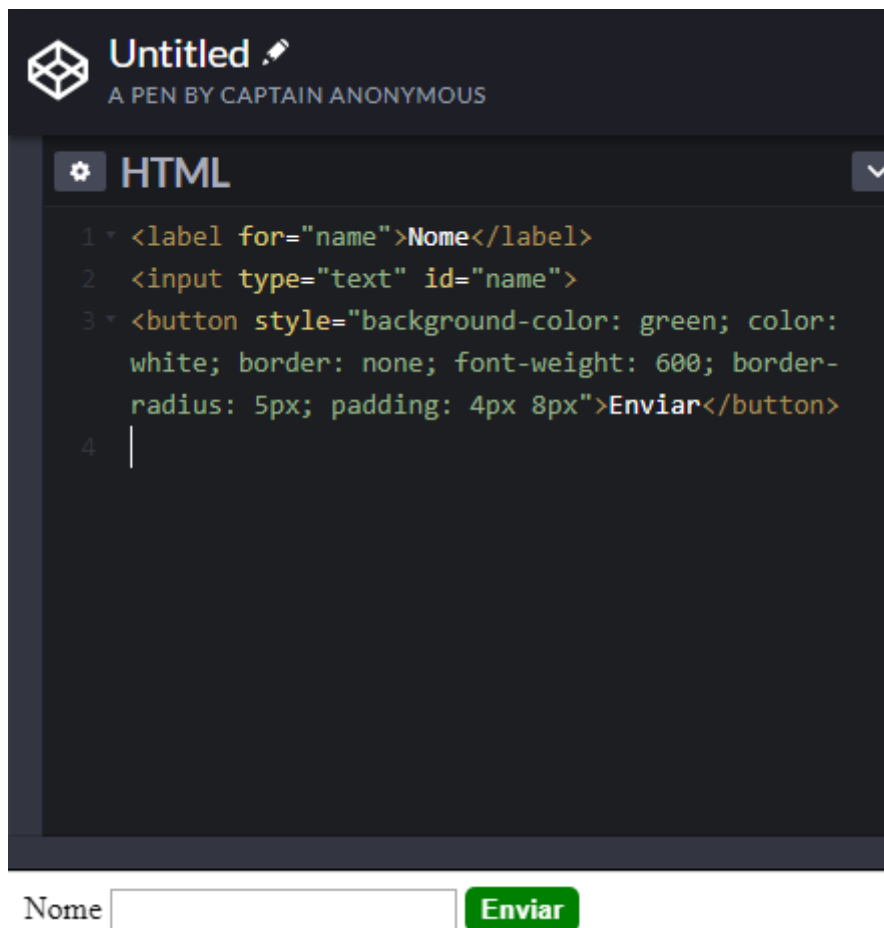 Untitled
A PEN BY CAPTAIN ANONYMOUS
HTML
1 <label for="name">Nome</label>
2 <input type="text" id="name">
3 <button style="background-color: green; color:
white; border: none; font-weight: 600; border-
radius: 5px; padding: 4px 8px">Enviar</button>
4
Nome Enviar